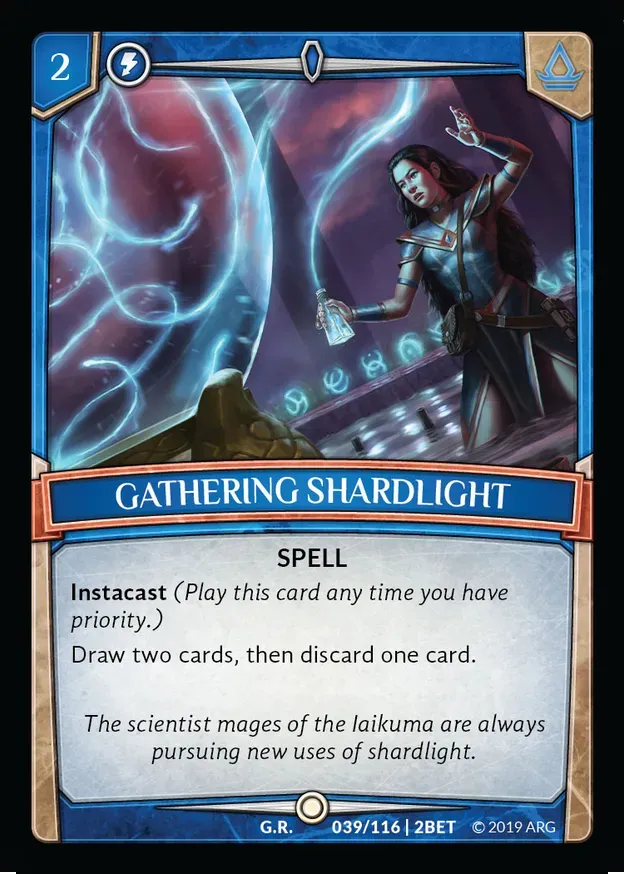 2
GATHERING SHARDLIGHT
SPELL
Instacast (Play this card any time you have
priority.)
Draw two cards, then discard one card.
The scientist mages of the Iaikuma are always
pursuing new uses of shardlight.
G.R. 039/116 | 2BET © 2019 ARG